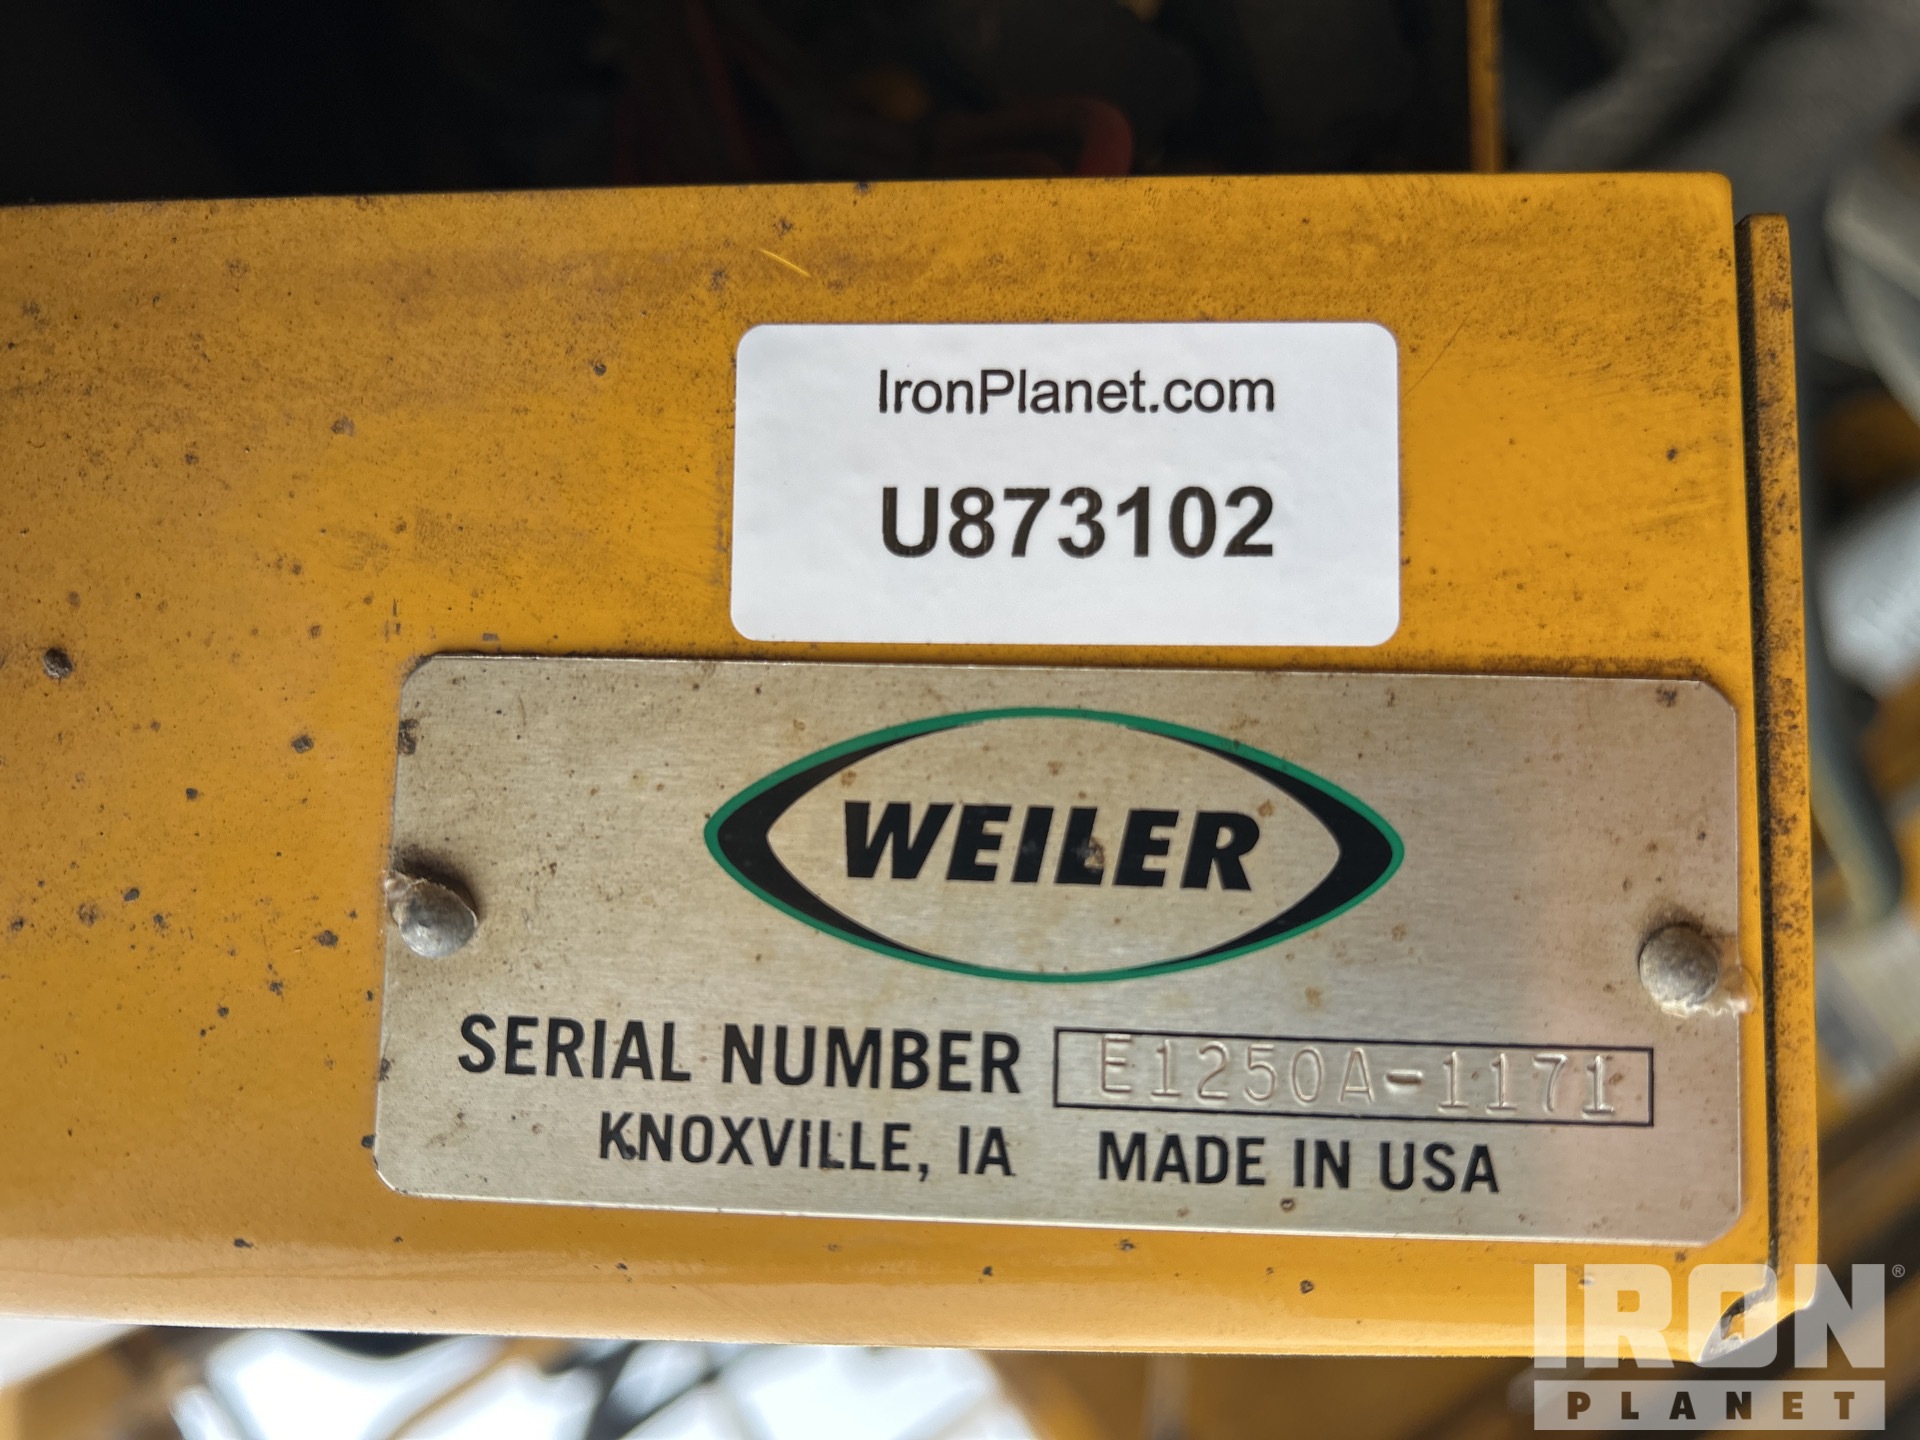 IronPlanet.com
U873102
WEILER
SERIAL NUMBER E1250A-1171
KNOXVILLE, IA MADE IN USA
IRON®
PLANET